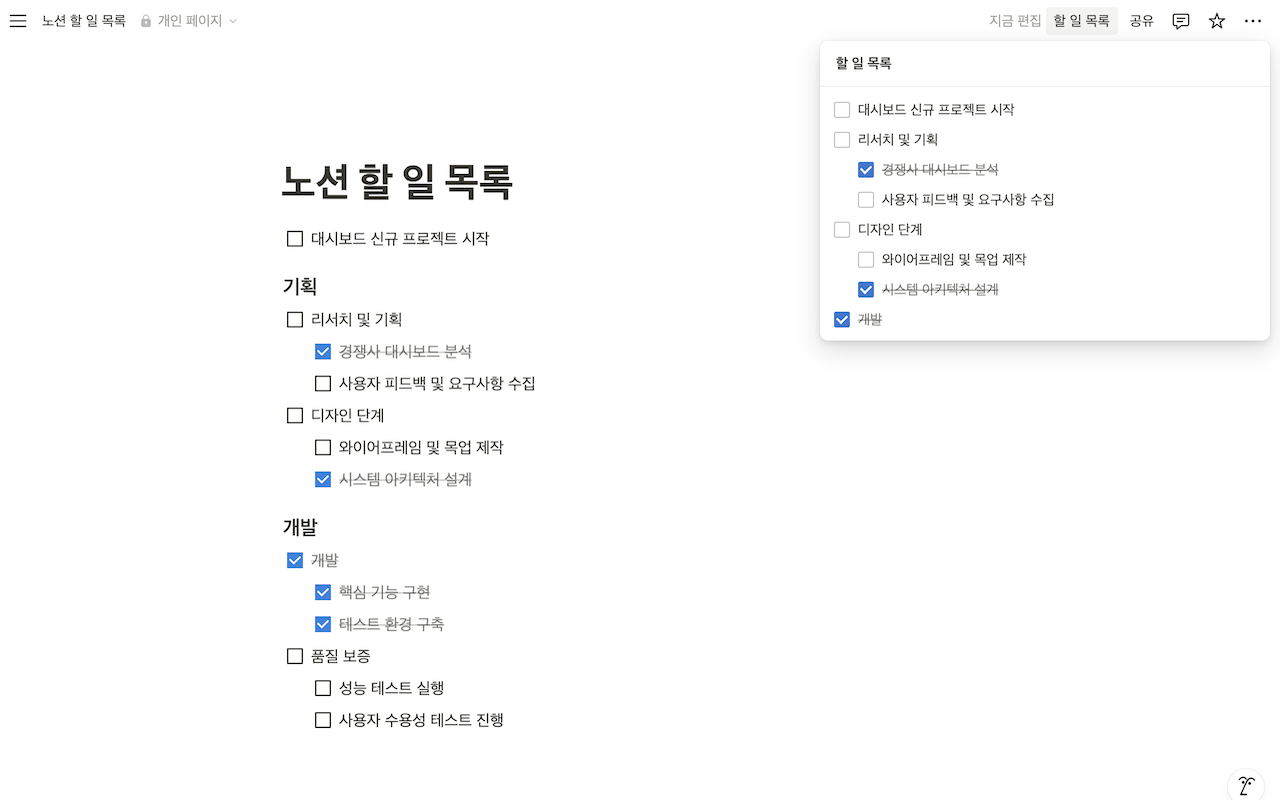 노션 할 일 목록 개인 페이지 지금 편집 할 일 목록 공유
할 일 목록
대시보드 신규 프로젝트 시작
리서치 및 기획
경쟁사 대시보드 분석
사용자 피드백 및 요구사항 수집
디자인 단계
와이어프레임 및 목업 제작
시스템 아키텍처 설계
개발
노션 할 일 목록
대시보드 신규 프로젝트 시작
기획
리서치 및 기획
경쟁사 대시보드 분석
사용자 피드백 및 요구사항 수집
디자인 단계
와이어프레임 및 목업 제작
시스템 아키텍처 설계
개발
개발
핵심 기능 구현
테스트 환경 구축
품질 보증
성능 테스트 실행
사용자 수용성 테스트 진행